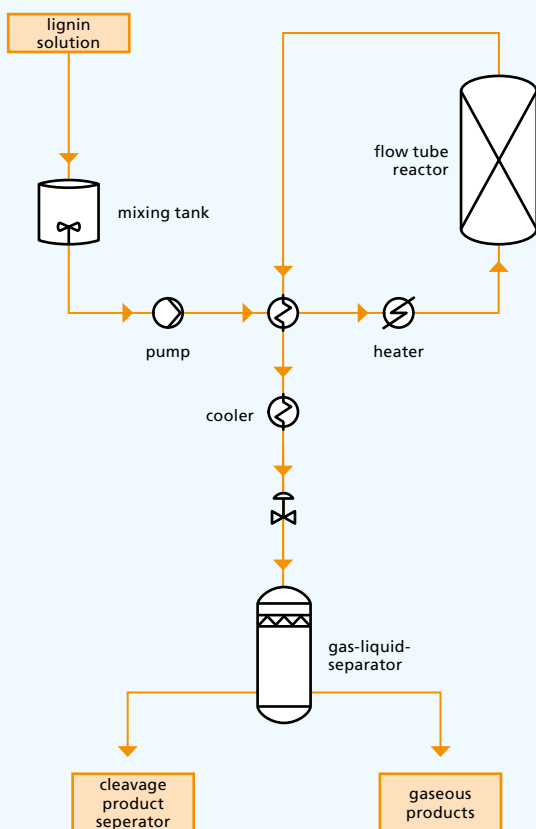 lignin
solution
flow tube
reactor
mixing tank
pump
heater
cooler
gas-liquid-
separator
cleavage
product
seperator
gaseous
products